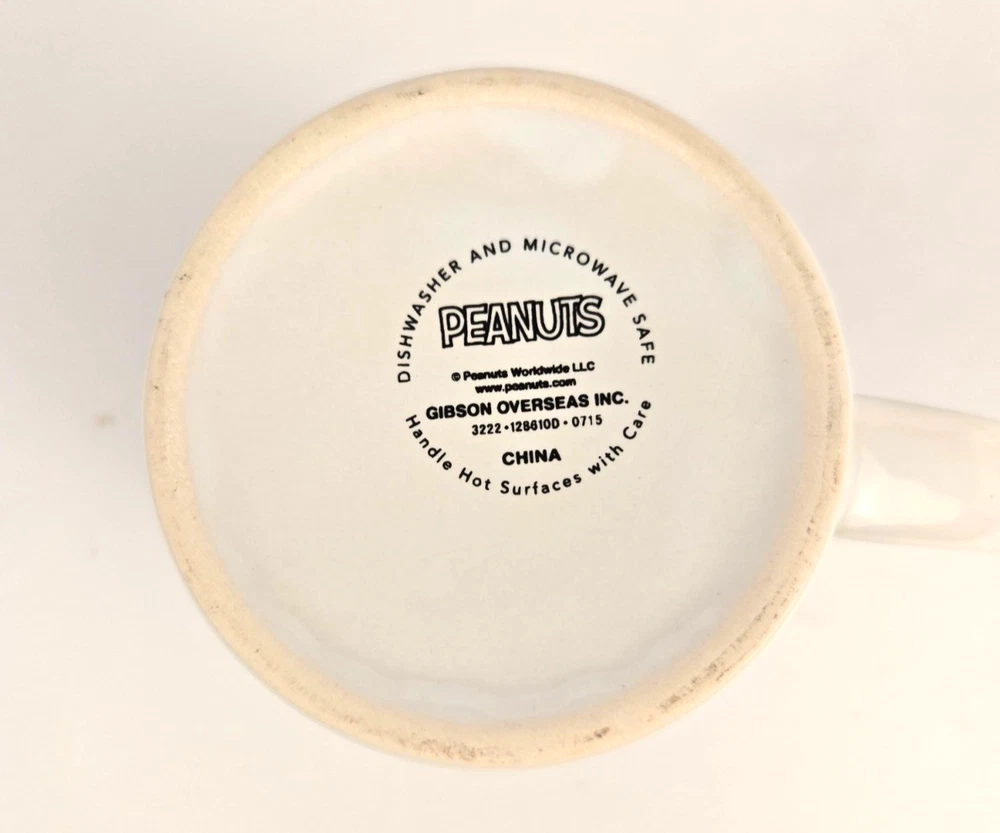 DISHWASHER AND MICROWAVE SAFE
PEANUTS
© Peanuts Worldwide LLC
www.peanuts.com
GIBSON OVERSEAS INC.
3222 • 128610D • 0715
CHINA
Handle Hot Surfaces with Care